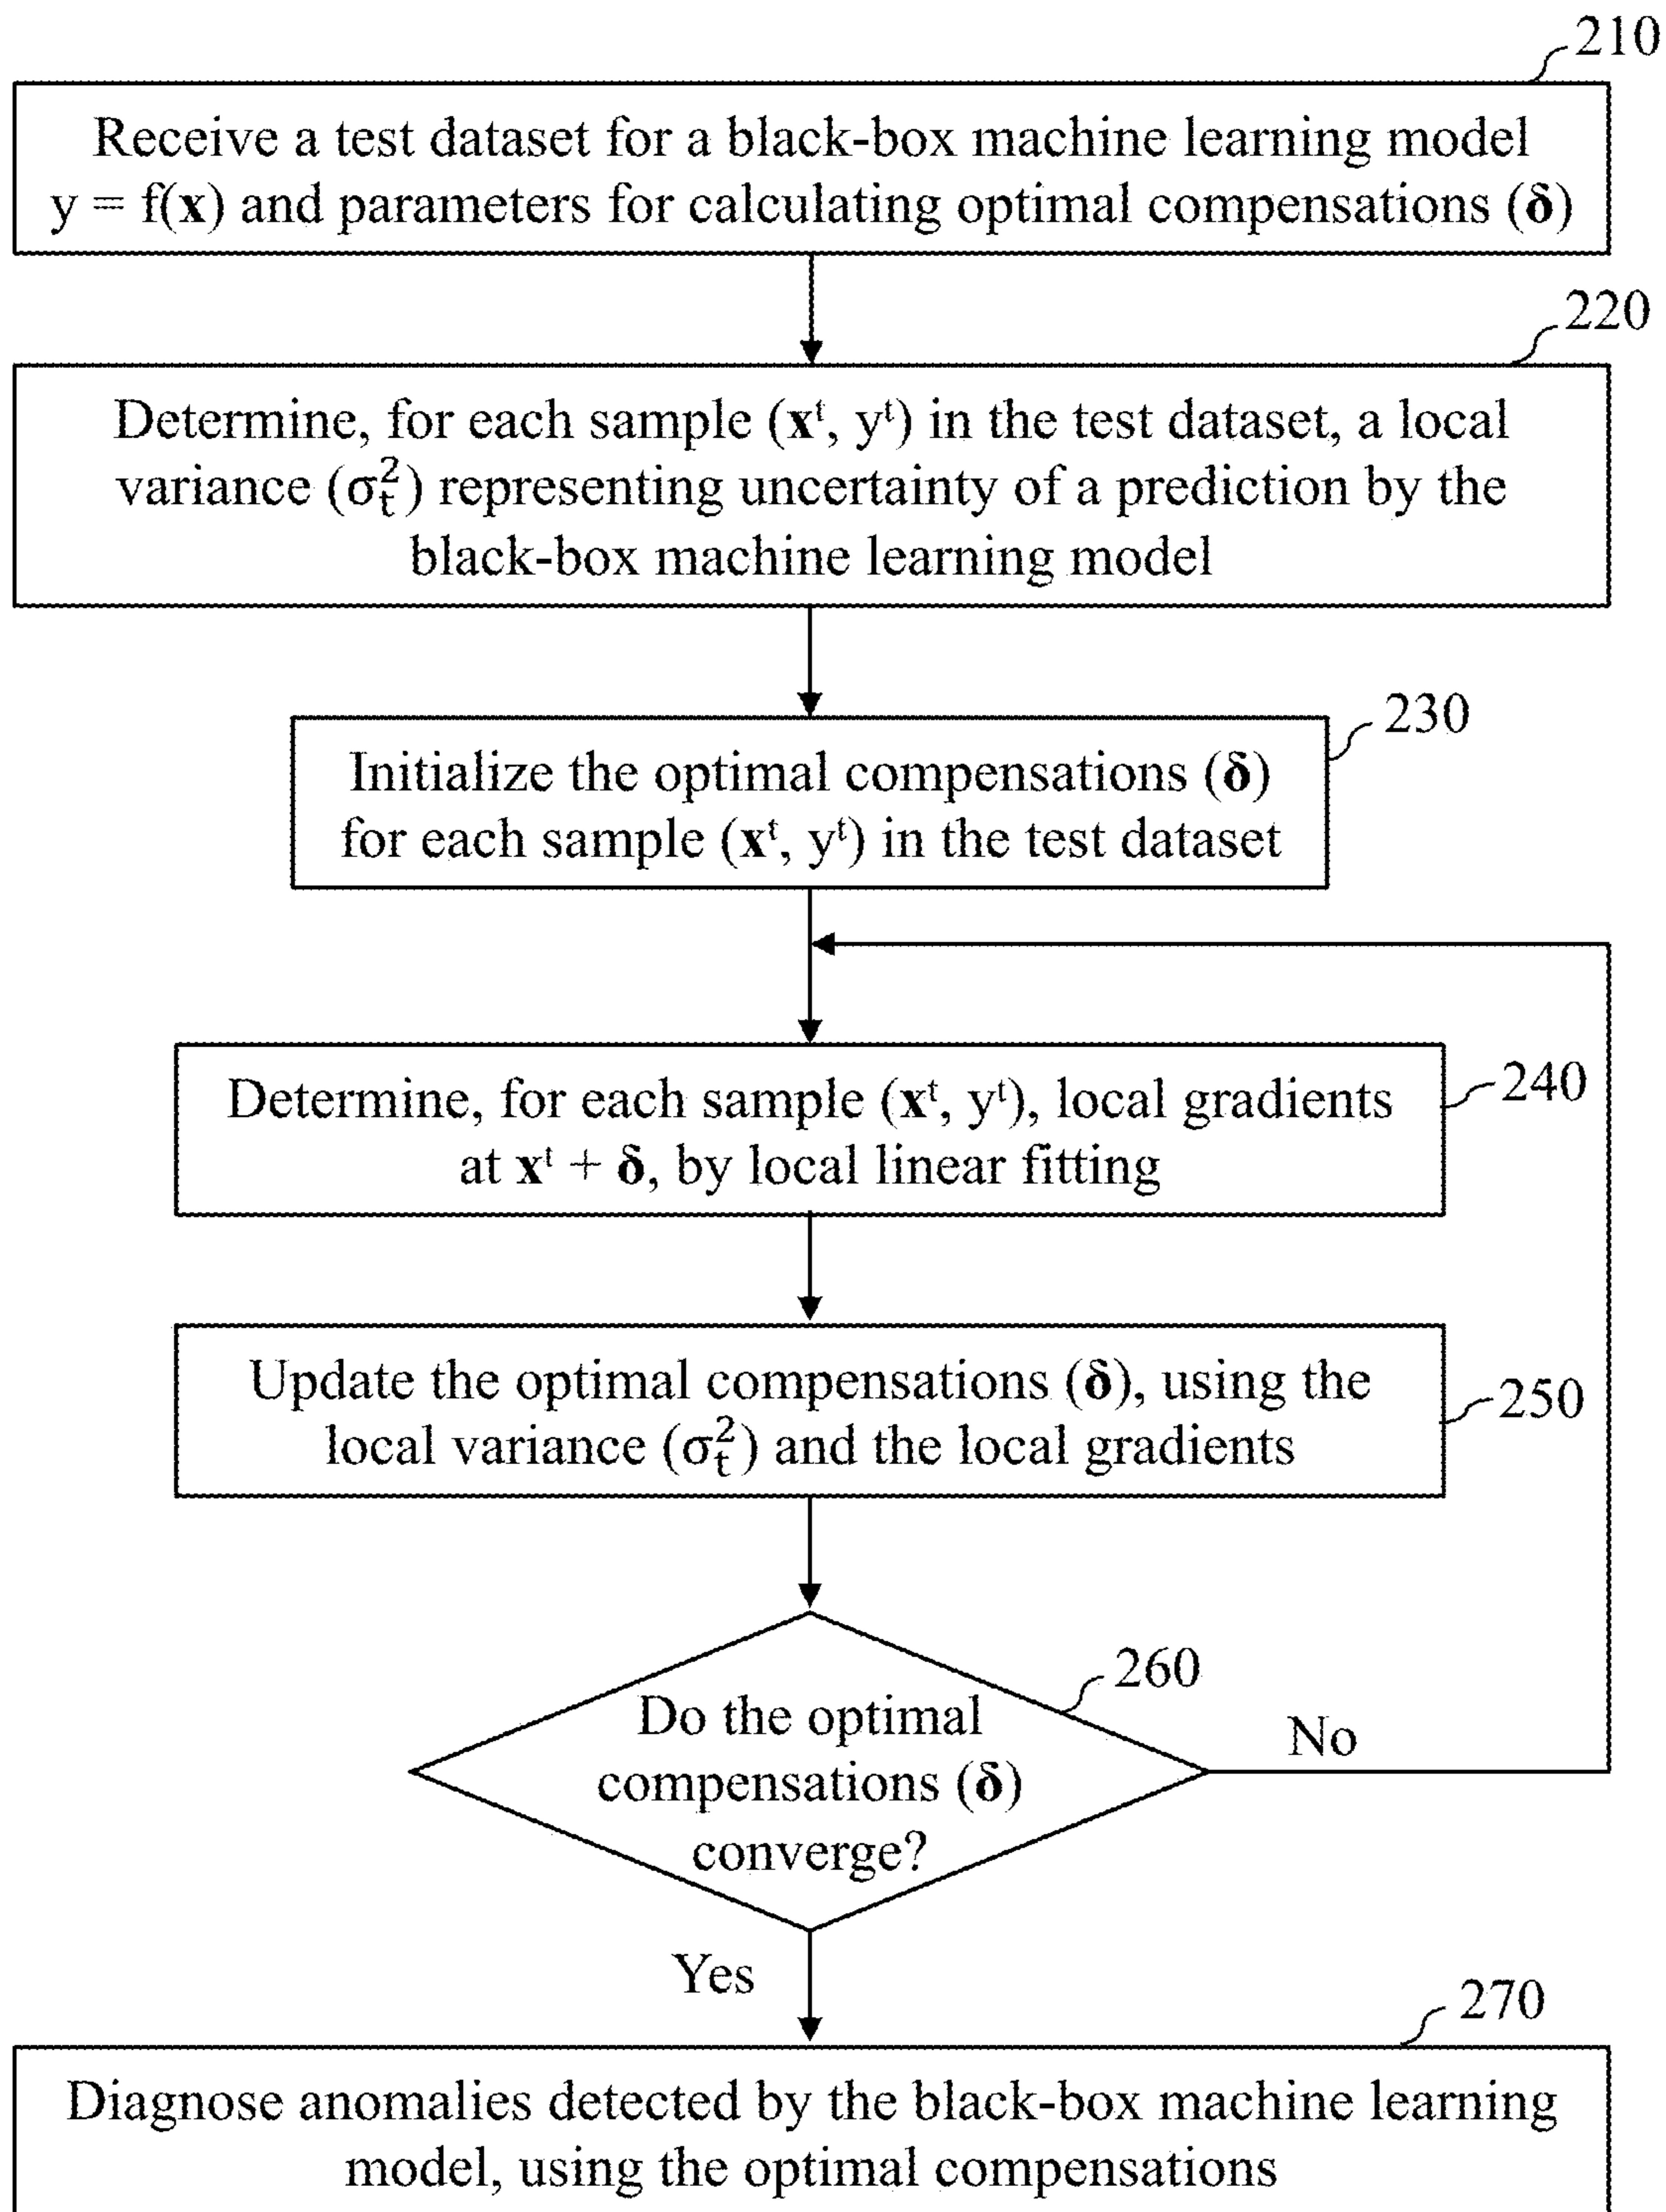 210
Receive a test dataset for a black-box machine learning model
y = f(x) and parameters for calculating optimal compensations (δ)
220
Determine, for each sample (xᵗ, yᵗ) in the test dataset, a local
variance (σₜ²) representing uncertainty of a prediction by the
black-box machine learning model
230
Initialize the optimal compensations (δ)
for each sample (xᵗ, yᵗ) in the test dataset
240
Determine, for each sample (xᵗ, yᵗ), local gradients
at xᵗ + δ, by local linear fitting
250
Update the optimal compensations (δ), using the
local variance (σₜ²) and the local gradients
260
Do the optimal
compensations (δ)
converge?
No
Yes
270
Diagnose anomalies detected by the black-box machine learning
model, using the optimal compensations